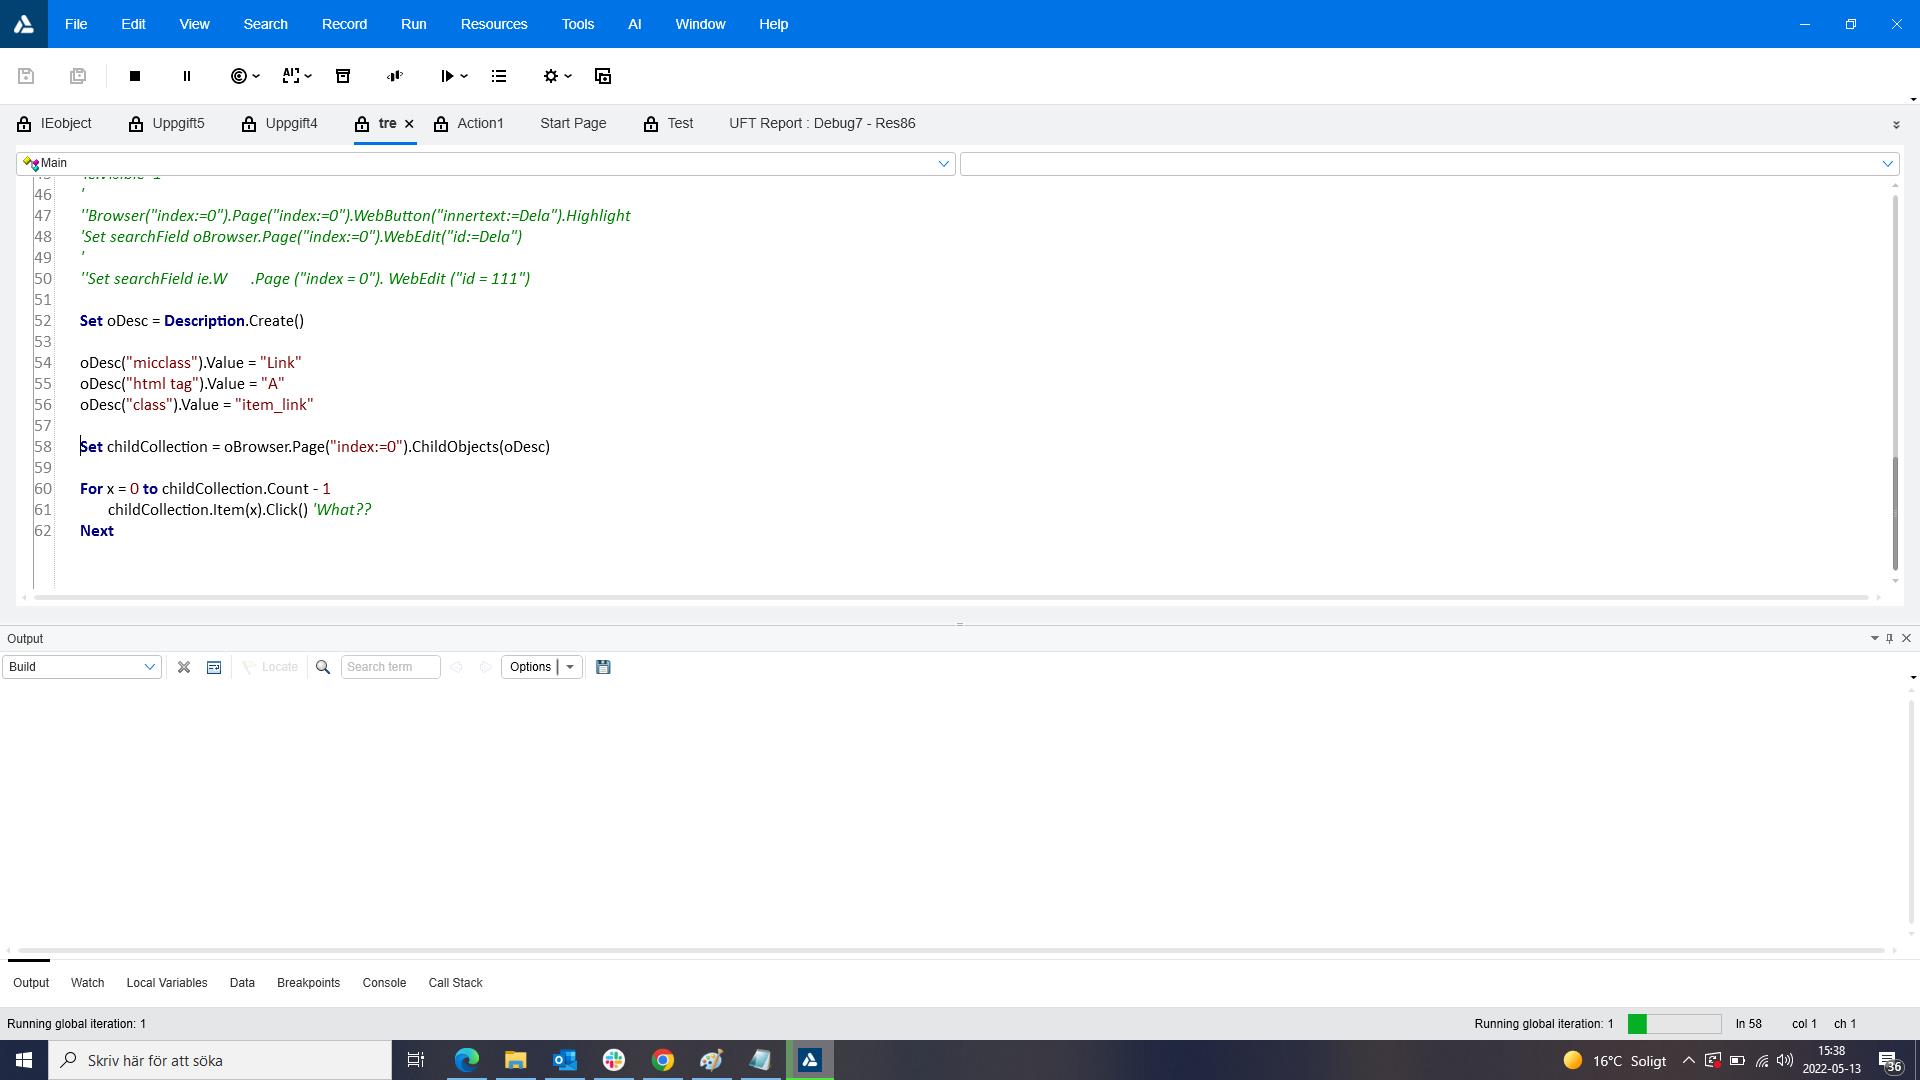 File Edit View Search Record Run Resources Tools AI Window Help
AI
IEobject Uppgift5 Uppgift4 tre Action1 Start Page Test UFT Report : Debug7 - Res86
Main
46 '
47 ''Browser("index:=0").Page("index:=0").WebButton("innertext:=Dela").Highlight
48 'Set searchField oBrowser.Page("index:=0").WebEdit("id:=Dela")
49 '
50 ''Set searchField ie.W .Page ("index = 0"). WebEdit ("id = 111")
51
52 Set oDesc = Description.Create()
53
54 oDesc("micclass").Value = "Link"
55 oDesc("html tag").Value = "A"
56 oDesc("class").Value = "item_link"
57
58 Set childCollection = oBrowser.Page("index:=0").ChildObjects(oDesc)
59
60 For x = 0 to childCollection.Count - 1
61 childCollection.Item(x).Click() 'What??
62 Next
Output
Build Locate Search term Options
Output Watch Local Variables Data Breakpoints Console Call Stack
Running global iteration: 1 Running global iteration: 1 ln 58 col 1 ch 1
Skriv här för att söka 16°C Soligt 15:38
2022-05-13 36